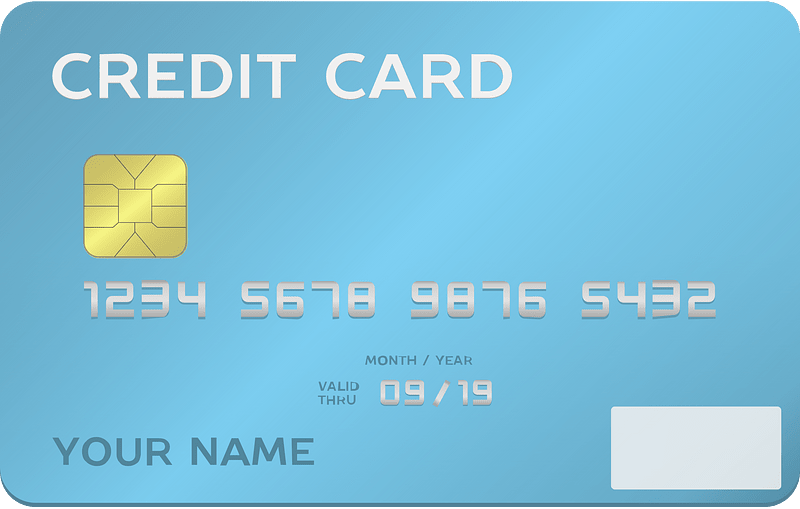 CREDIT CARD
1234 5678 9876 5432
MONTH / YEAR
VALID THRU 09/19
YOUR NAME